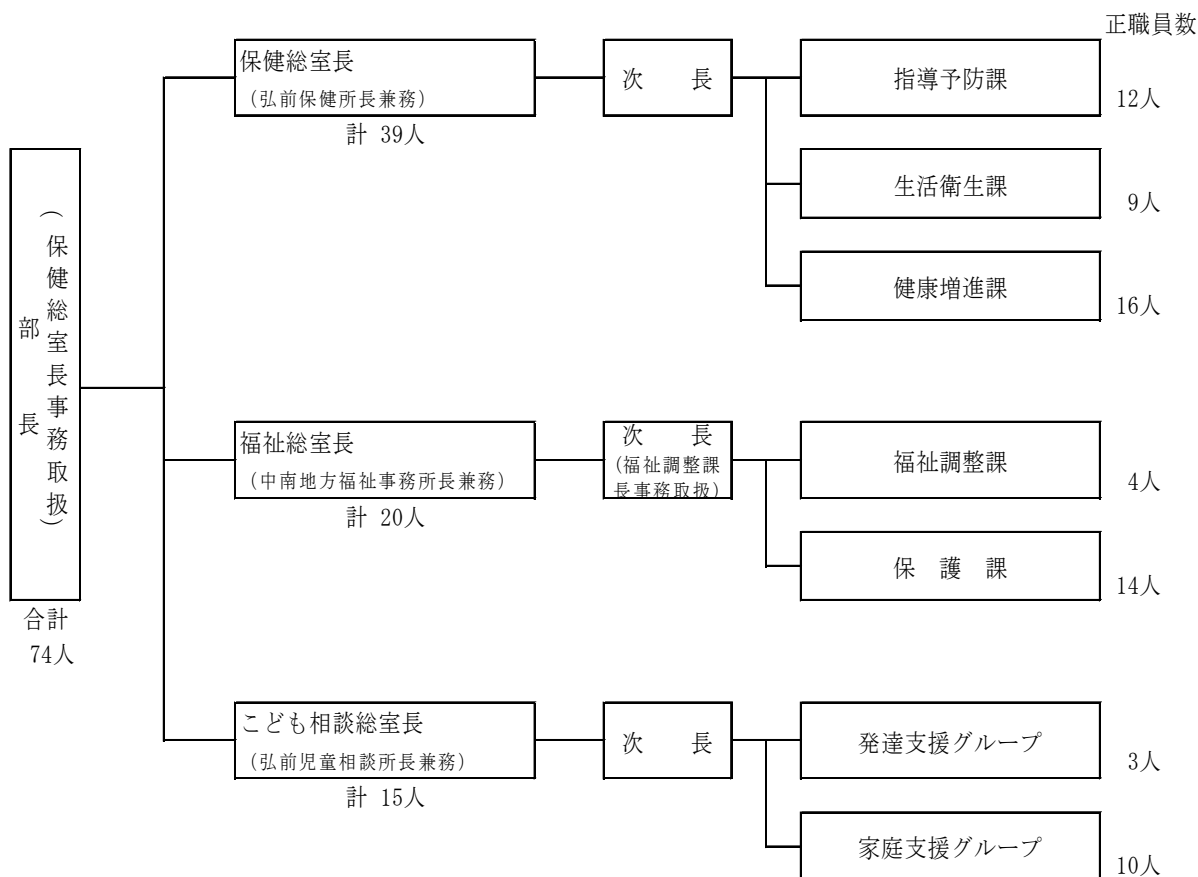 正職員数
部　長
（保健総室長事務取扱）
合計
74人
保健総室長
（弘前保健所長兼務）
計 39人
次　長
指導予防課
12人
生活衛生課
9人
健康増進課
16人
福祉総室長
（中南地方福祉事務所長兼務）
計 20人
次　長
（福祉調整課
長事務取扱）
福祉調整課
4人
保　護　課
14人
こども相談総室長
（弘前児童相談所長兼務）
計 15人
次　長
発達支援グループ
3人
家庭支援グループ
10人